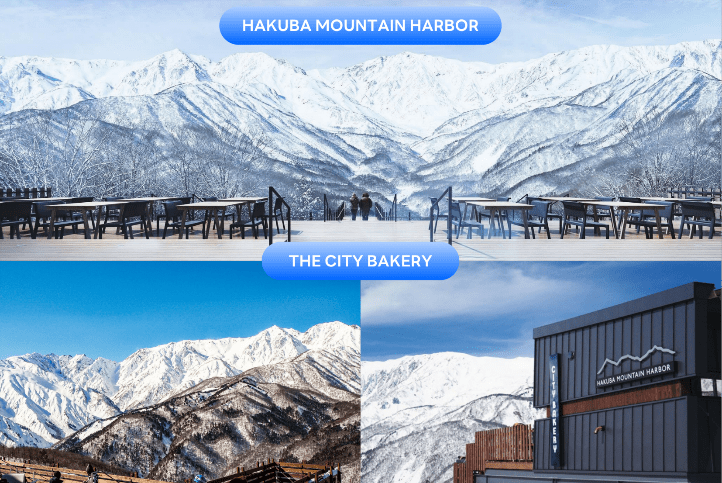 HAKUBA MOUNTAIN HARBOR
THE CITY BAKERY
HAKUBA MOUNTAIN HARBOR
CITY BAKERY